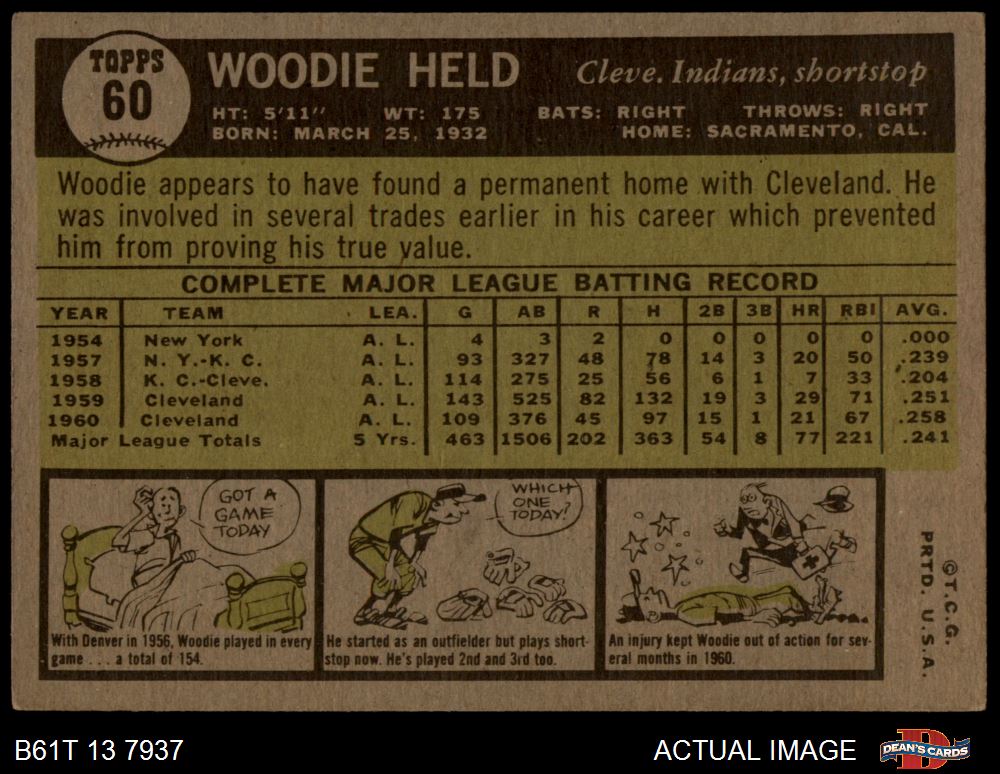 TOPPS
60
WOODIE HELD
Cleve. Indians, shortstop
HT: 5'11" WT: 175 BATS: RIGHT THROWS: RIGHT
BORN: MARCH 25, 1932 HOME: SACRAMENTO, CAL.
Woodie appears to have found a permanent home with Cleveland. He
was involved in several trades earlier in his career which prevented
him from proving his true value.
COMPLETE MAJOR LEAGUE BATTING RECORD
YEAR TEAM LEA. G AB R H 2B 3B HR RBI AVG.
1954 New York A. L. 4 3 2 0 0 0 0 0 .000
1957 N. Y.-K. C. A. L. 93 327 48 78 14 3 20 50 .239
1958 K. C.-Cleve. A. L. 114 275 25 56 6 1 7 33 .204
1959 Cleveland A. L. 143 525 82 132 19 3 29 71 .251
1960 Cleveland A. L. 109 376 45 97 15 1 21 67 .258
Major League Totals 5 Yrs. 463 1506 202 363 54 8 77 221 .241
GOT A
GAME
TODAY
With Denver in 1956, Woodie played in every
game . . . a total of 154.
WHICH
ONE
TODAY?
He started as an outfielder but plays short-
stop now. He's played 2nd and 3rd too.
An injury kept Woodie out of action for sev-
eral months in 1960.
©T.C.G.
PRTD. U.S.A.
B61T 13 7937
ACTUAL IMAGE
DEAN'S CARDS